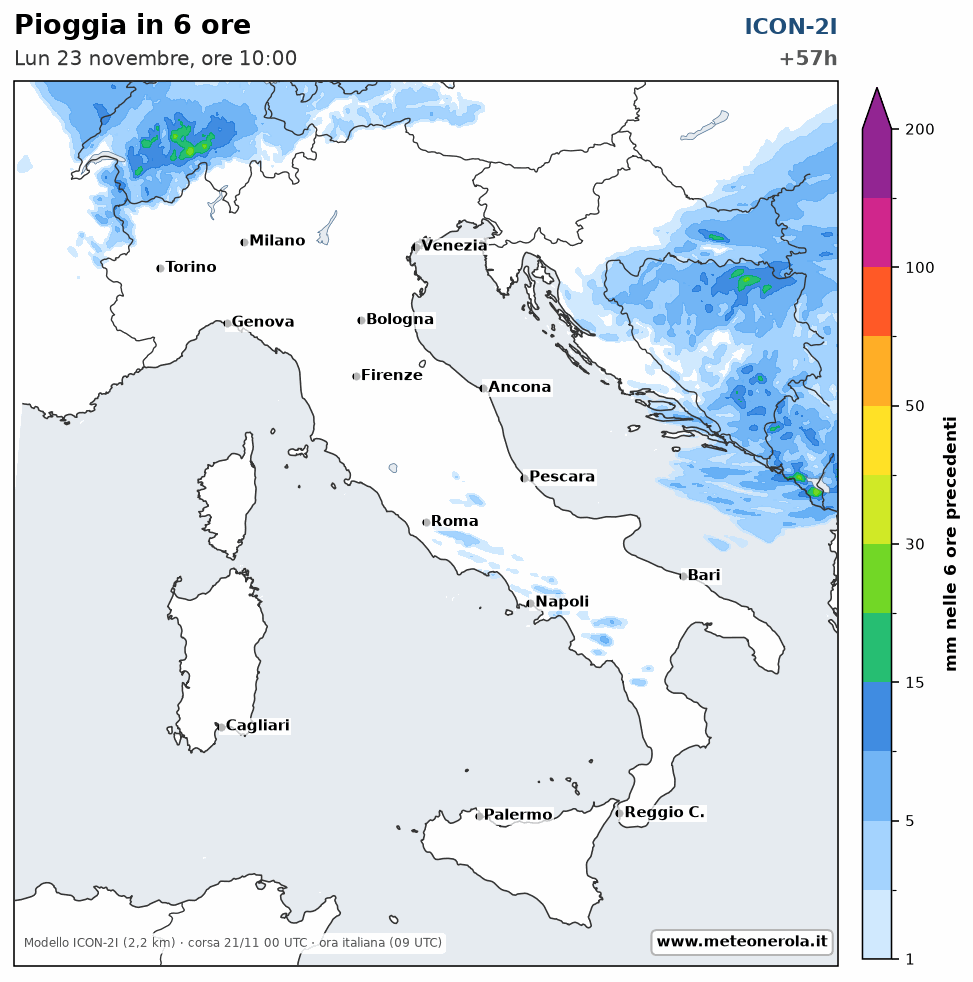 Pioggia in 6 ore
ICON-2I
Lun 23 novembre, ore 10:00
+57h
200
100
50
30
15
5
1
mm nelle 6 ore precedenti
Milano
Venezia
Torino
Genova
Bologna
Firenze
Ancona
Pescara
Roma
Bari
Napoli
Cagliari
Palermo
Reggio C.
Modello ICON-2I (2,2 km) · corsa 21/11 00 UTC · ora italiana (09 UTC)
www.meteonerola.it